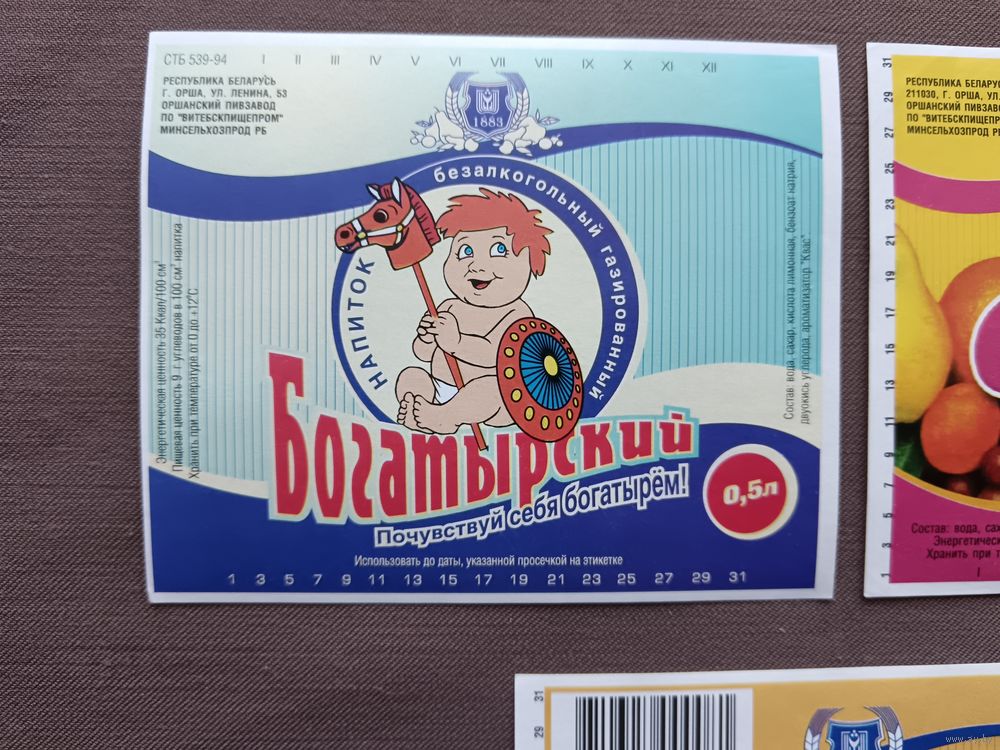 СТБ 539-94 I II III IV V VI VII VIII IX X XI XII
РЕСПУБЛИКА БЕЛАРУСЬ
Г. ОРША, УЛ. ЛЕНИНА, 53
ОРШАНСКИЙ ПИВЗАВОД
ПО "ВИТЕБСКПИЩЕПРОМ"
МИНСЕЛЬХОЗПРОД РБ
1883
НАПИТОК безалкогольный газированный
Энергетическая ценность 35 Ккал/100 см³
Пищевая ценность 9 г углеводов в 100 см³ напитка
Хранить при температуре от 0 до +12°С
Состав: вода, сахар, кислота лимонная, бензоат натрия,
двуокись углерода, ароматизатор "Квас"
Богатырский
Почувствуй себя богатырём!
0,5л
Использовать до даты, указанной просечкой на этикетке
1 3 5 7 9 11 13 15 17 19 21 23 25 27 29 31
РЕСПУБЛИКА БЕЛАРУС
211030, Г. ОРША, УЛ.
ОРШАНСКИЙ ПИВЗАВО
ПО "ВИТЕБСКПИЩЕПРО
МИНСЕЛЬХОЗПРОД РБ
1 3 5 7 9 11 13 15 17 19 21 23 25 27 29 31
Состав: вода, сах
Энергетическ
Хранить при т
I
29 31
www.ay.by